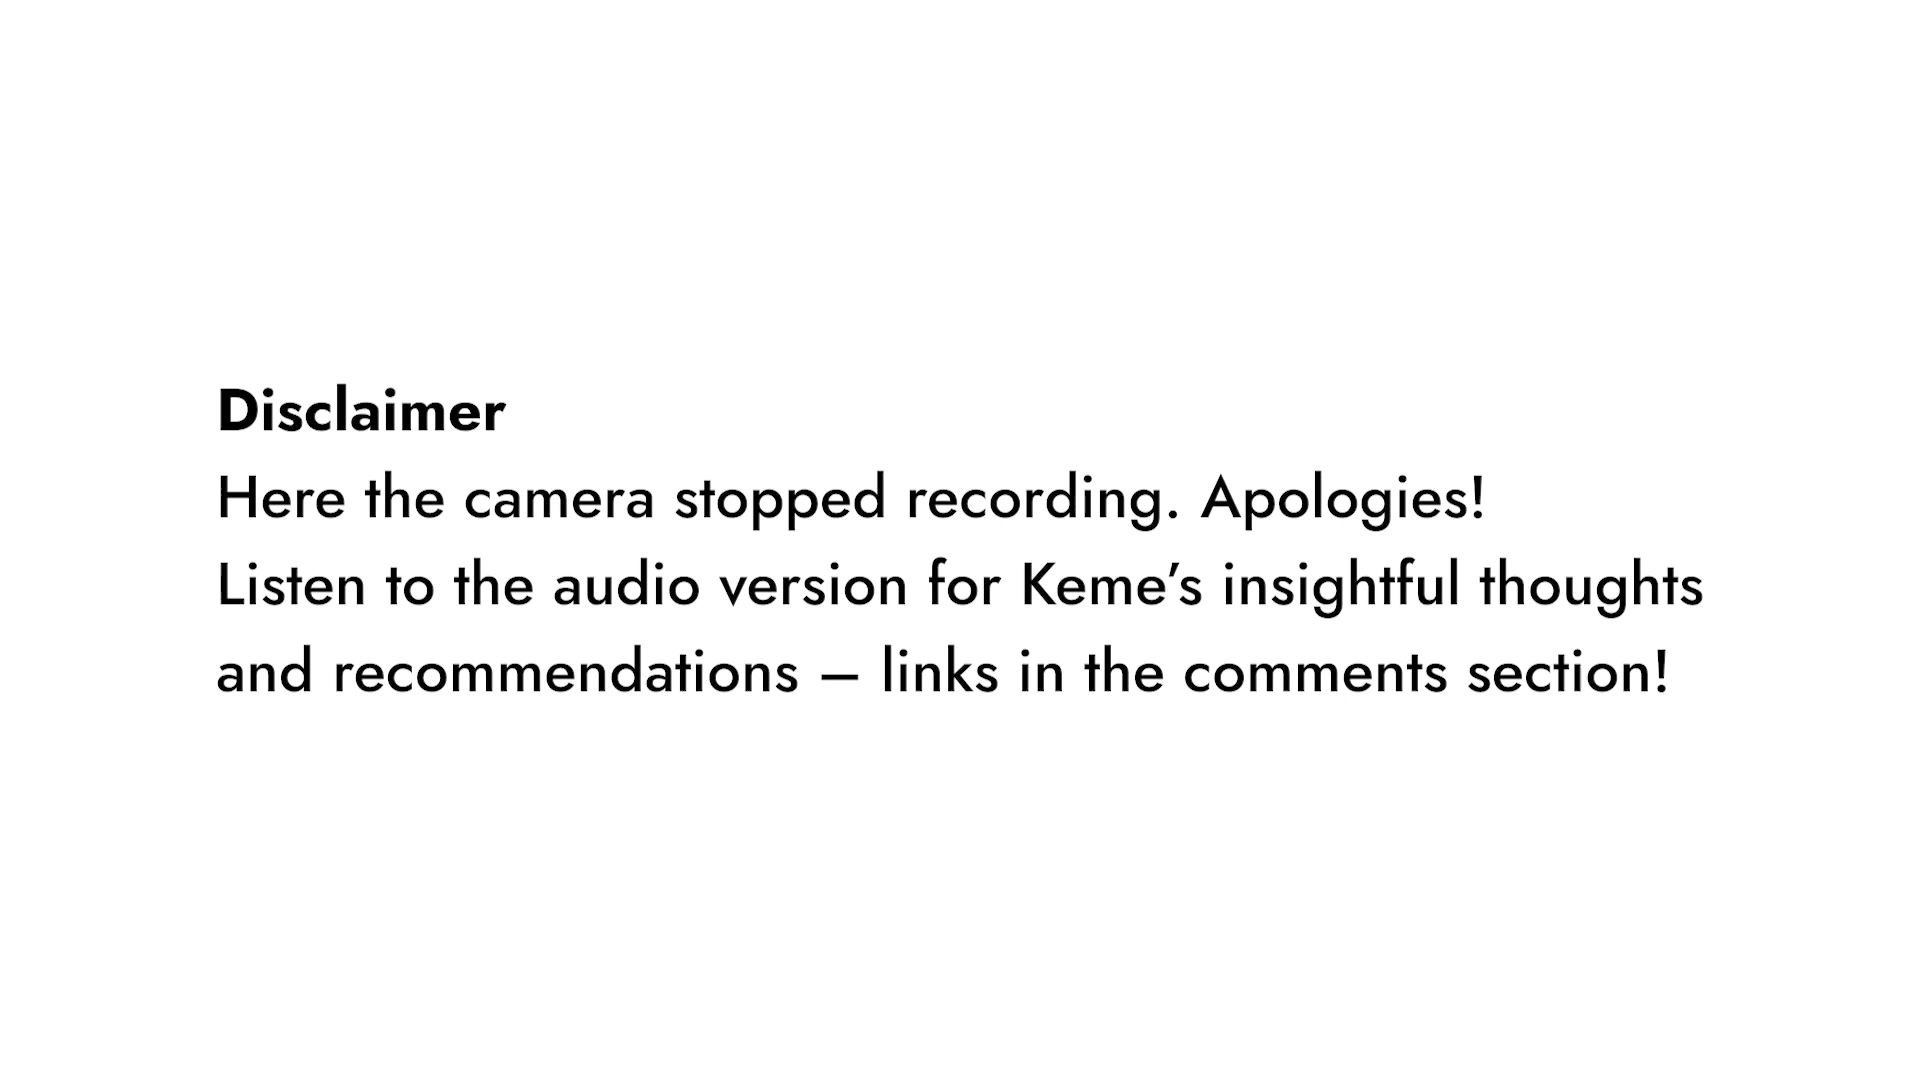 Disclaimer
Here the camera stopped recording. Apologies!
Listen to the audio version for Keme’s insightful thoughts
and recommendations – links in the comments section!